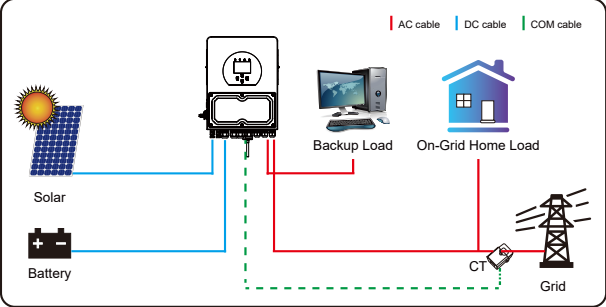 AC cable
DC cable
COM cable
Backup Load
On-Grid Home Load
Solar
Battery
CT
Grid